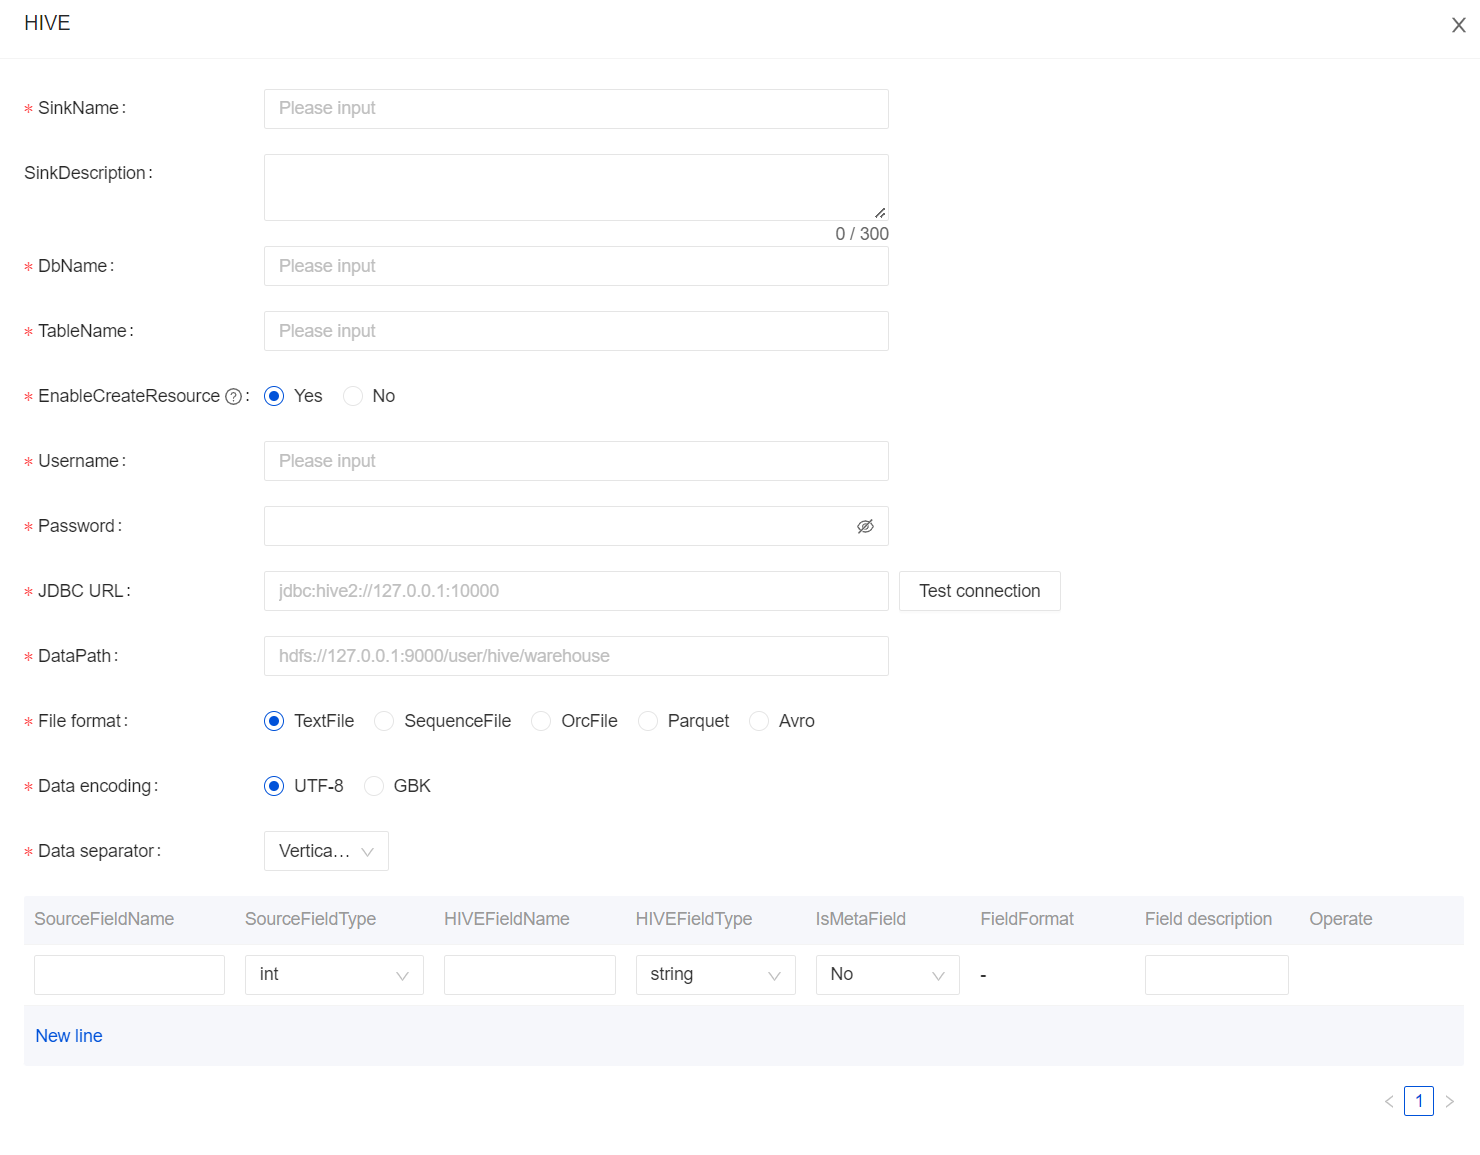 HIVE
* SinkName :
Please input
SinkDescription :
0 / 300
* DbName :
Please input
* TableName :
Please input
* EnableCreateResource ? :
Yes
No
* Username :
Please input
* Password :
* JDBC URL :
jdbc:hive2://127.0.0.1:10000
Test connection
* DataPath :
hdfs://127.0.0.1:9000/user/hive/warehouse
* File format :
TextFile
SequenceFile
OrcFile
Parquet
Avro
* Data encoding :
UTF-8
GBK
* Data separator :
Vertica...
SourceFieldName
SourceFieldType
HIVEFieldName
HIVEFieldType
IsMetaField
FieldFormat
Field description
Operate
int
string
No
-
New line
< 1 >